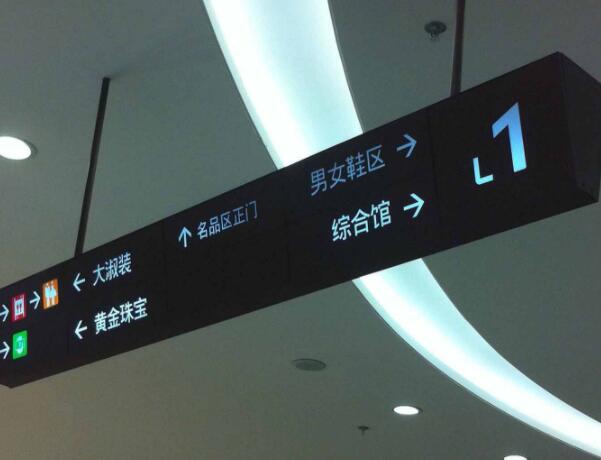 ← 大淑装
← 黄金珠宝
↑ 名品区正门
男女鞋区 →
综合馆 →
L1